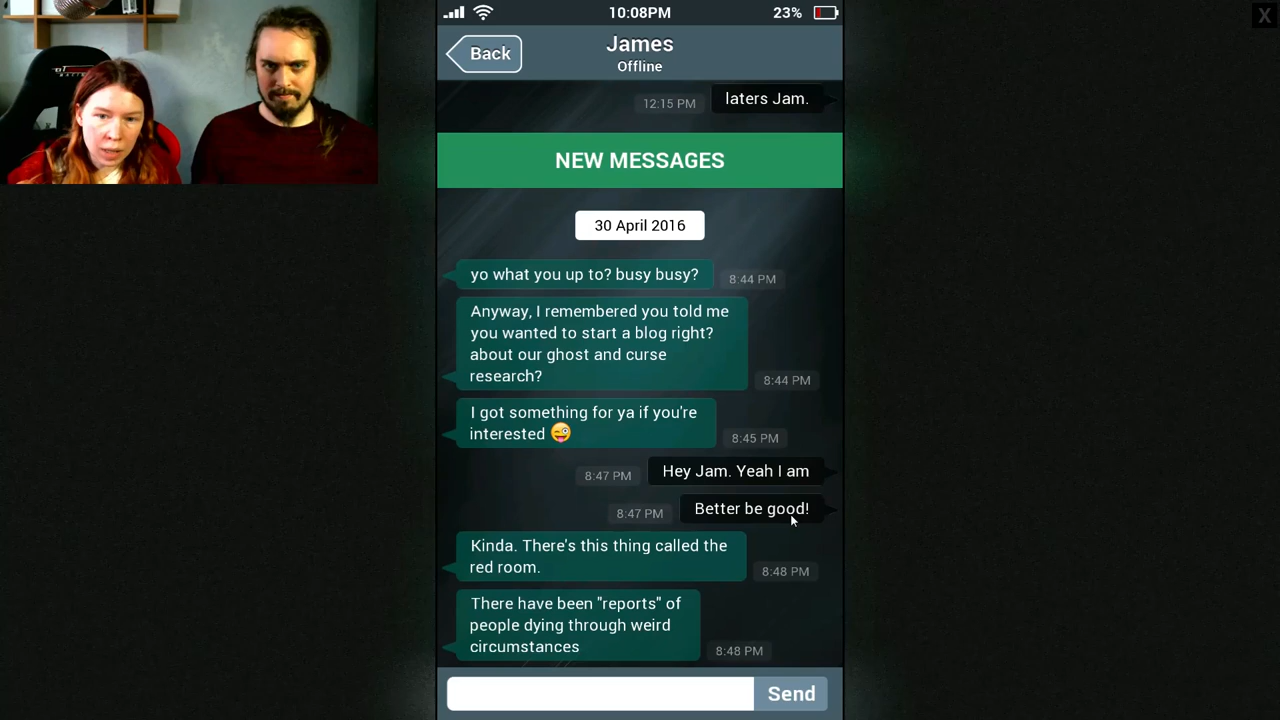 10:08PM
23%
Back
James
Offline
X
laters Jam.
12:15 PM
NEW MESSAGES
30 April 2016
yo what you up to? busy busy?
8:44 PM
Anyway, I remembered you told me
you wanted to start a blog right?
about our ghost and curse
research?
8:44 PM
I got something for ya if you're
interested 😜
8:45 PM
Hey Jam. Yeah I am
8:47 PM
Better be good!
8:47 PM
Kinda. There's this thing called the
red room.
8:48 PM
There have been "reports" of
people dying through weird
circumstances
8:48 PM
Send